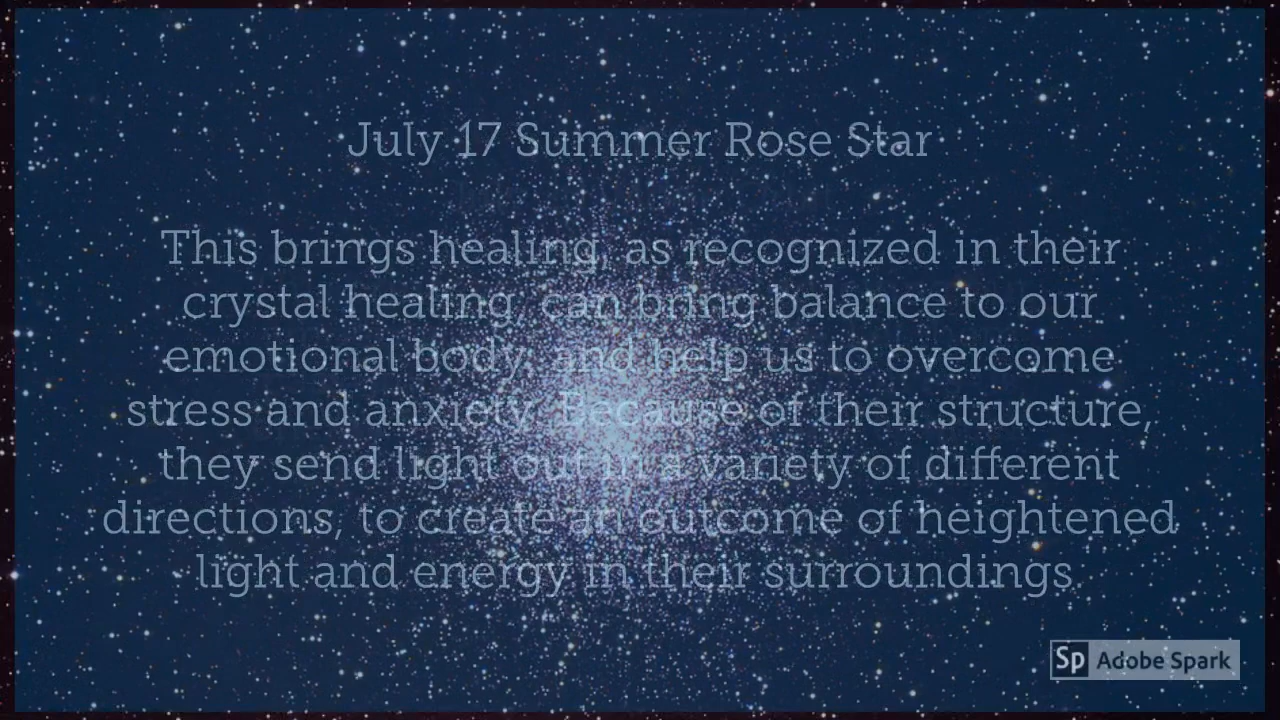 July 17 Summer Rose Star
This brings healing, as recognized in their
crystal healing, can bring balance to our
emotional body, and help us to overcome
stress and anxiety. Because of their structure,
they send light out in a variety of different
directions, to create an outcome of heightened
light and energy in their surroundings.
Sp Adobe Spark